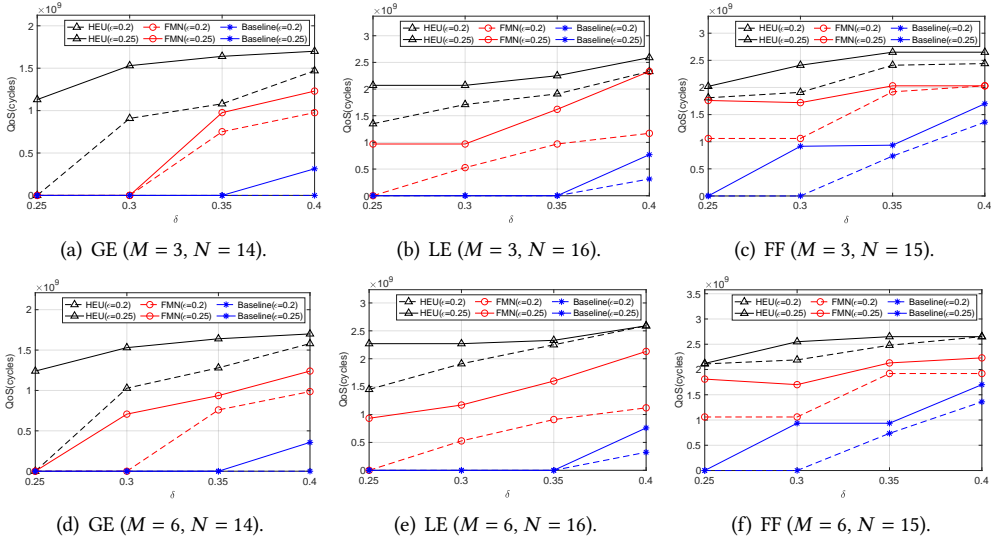 ×10^9
HEU(ϵ=0.2) FMN(ϵ=0.2) Baseline(ϵ=0.2)
HEU(ϵ=0.25) FMN(ϵ=0.25) Baseline(ϵ=0.25)
QoS(cycles)
2
1.5
1
0.5
0
0.25 0.3 0.35 0.4
δ
(a) GE (M = 3, N = 14).
×10^9
HEU(ϵ=0.2) FMN(ϵ=0.2) Baseline(ϵ=0.2)
HEU(ϵ=0.25) FMN(ϵ=0.25) Baseline(ϵ=0.25)
QoS(cycles)
3
2.5
2
1.5
1
0.5
0
0.25 0.3 0.35 0.4
δ
(b) LE (M = 3, N = 16).
×10^9
HEU(ϵ=0.2) FMN(ϵ=0.2) Baseline(ϵ=0.2)
HEU(ϵ=0.25) FMN(ϵ=0.25) Baseline(ϵ=0.25)
QoS(cycles)
3.5
3
2.5
2
1.5
1
0.5
0
0.25 0.3 0.35 0.4
δ
(c) FF (M = 3, N = 15).
×10^9
HEU(ϵ=0.2) FMN(ϵ=0.2) Baseline(ϵ=0.2)
HEU(ϵ=0.25) FMN(ϵ=0.25) Baseline(ϵ=0.25)
QoS(cycles)
2
1.5
1
0.5
0
0.25 0.3 0.35 0.4
δ
(d) GE (M = 6, N = 14).
×10^9
HEU(ϵ=0.2) FMN(ϵ=0.2) Baseline(ϵ=0.2)
HEU(ϵ=0.25) FMN(ϵ=0.25) Baseline(ϵ=0.25)
QoS(cycles)
3
2.5
2
1.5
1
0.5
0
0.25 0.3 0.35 0.4
δ
(e) LE (M = 6, N = 16).
×10^9
HEU(ϵ=0.2) FMN(ϵ=0.2) Baseline(ϵ=0.2)
HEU(ϵ=0.25) FMN(ϵ=0.25) Baseline(ϵ=0.25)
QoS(cycles)
3.5
3
2.5
2
1.5
1
0.5
0
0.25 0.3 0.35 0.4
δ
(f) FF (M = 6, N = 15).